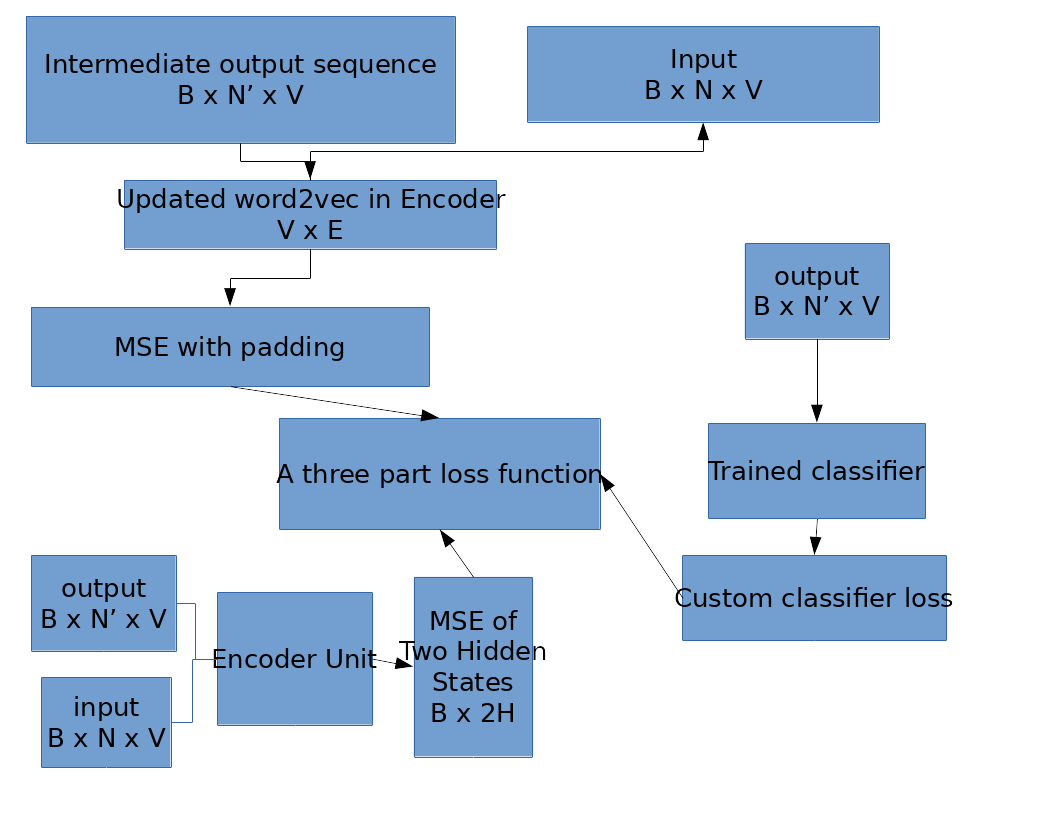 Intermediate output sequence
B x N’ x V
Input
B x N x V
Updated word2vec in Encoder
V x E
output
B x N’ x V
MSE with padding
A three part loss function
Trained classifier
output
B x N’ x V
Encoder Unit
MSE of
Two Hidden
States
B x 2H
Custom classifier loss
input
B x N x V